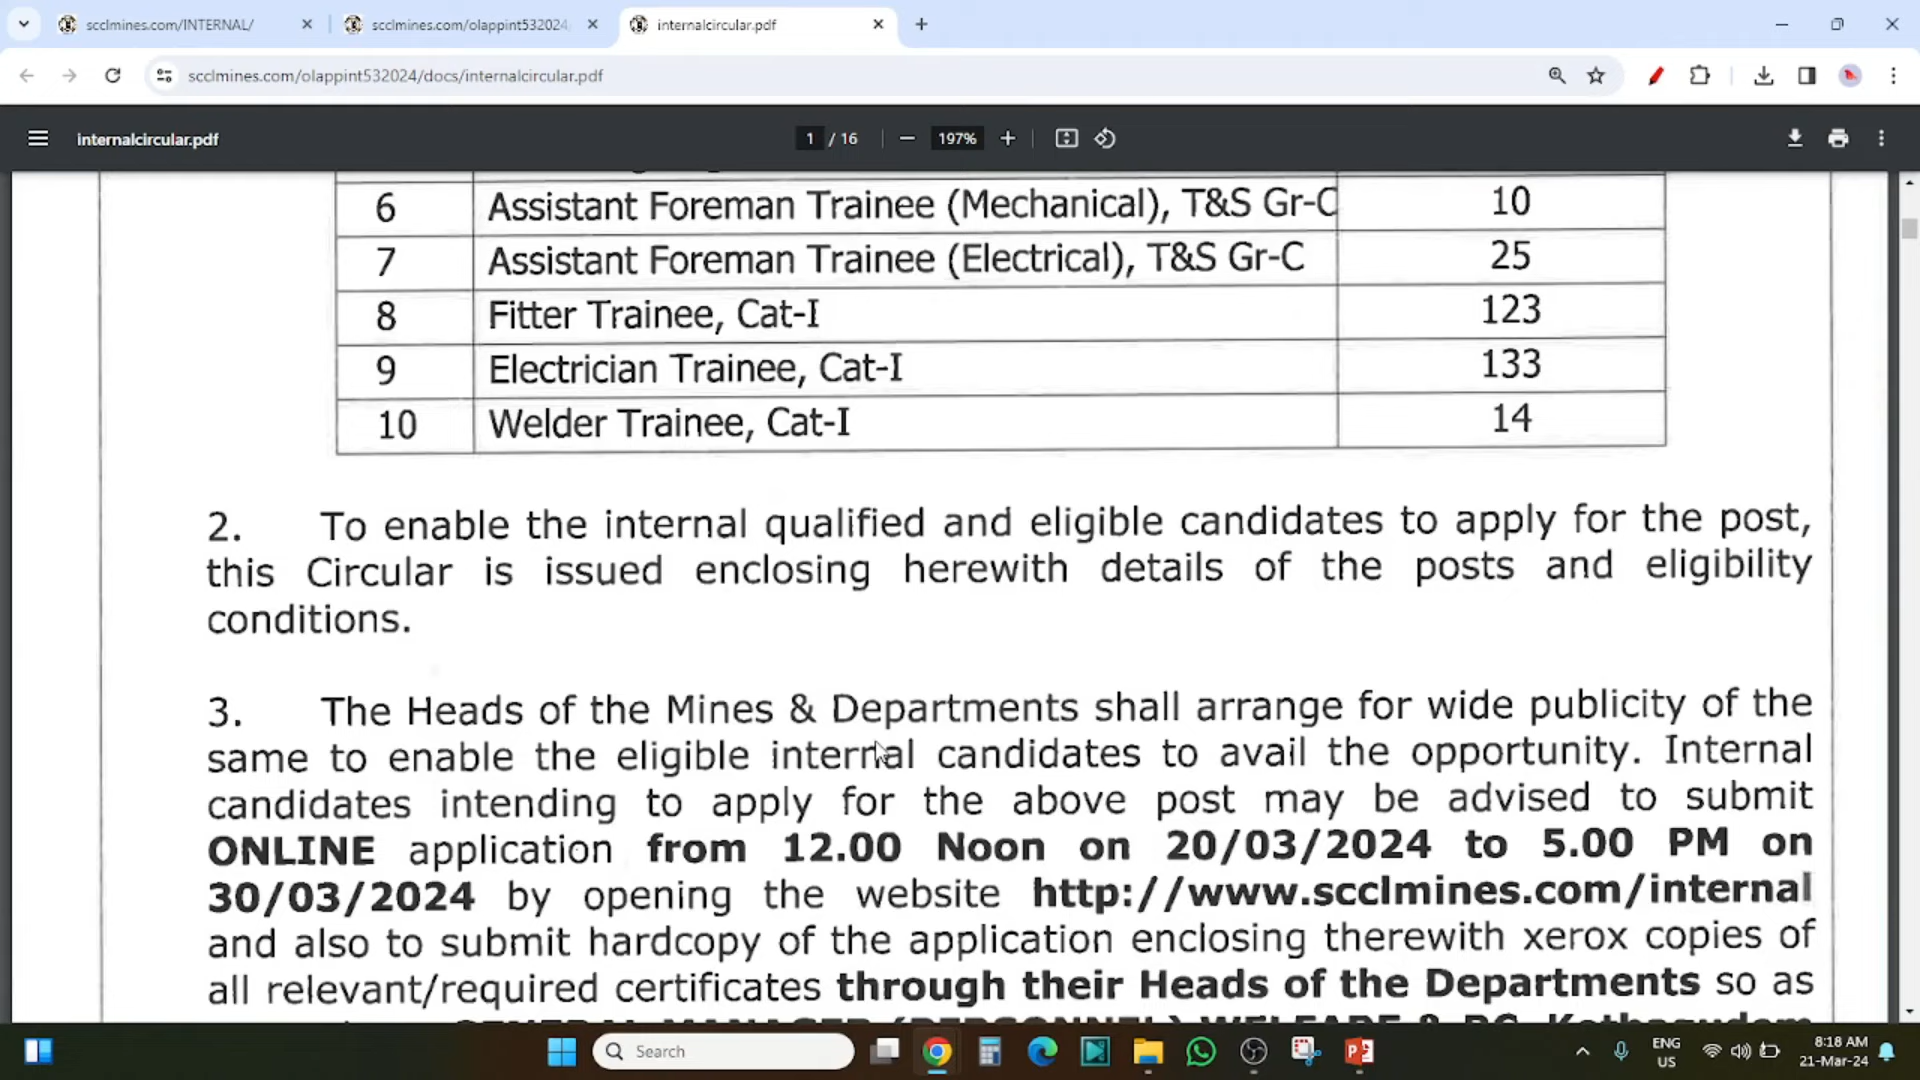 scclmines.com/INTERNAL/
scclmines.com/olappint532024
internalcircular.pdf
scclmines.com/olappint532024/docs/internalcircular.pdf
internalcircular.pdf
1 / 16
197%
6 Assistant Foreman Trainee (Mechanical), T&S Gr-C 10
7 Assistant Foreman Trainee (Electrical), T&S Gr-C 25
8 Fitter Trainee, Cat-I 123
9 Electrician Trainee, Cat-I 133
10 Welder Trainee, Cat-I 14
2. To enable the internal qualified and eligible candidates to apply for the post,
this Circular is issued enclosing herewith details of the posts and eligibility
conditions.
3. The Heads of the Mines & Departments shall arrange for wide publicity of the
same to enable the eligible internal candidates to avail the opportunity. Internal
candidates intending to apply for the above post may be advised to submit
ONLINE application from 12.00 Noon on 20/03/2024 to 5.00 PM on
30/03/2024 by opening the website http://www.scclmines.com/internal
and also to submit hardcopy of the application enclosing therewith xerox copies of
all relevant/required certificates through their Heads of the Departments so as
GENERAL MANAGER (PERSONNEL) WELFARE & RC, Kothagudem
Search
ENG
US
8:18 AM
21-Mar-24